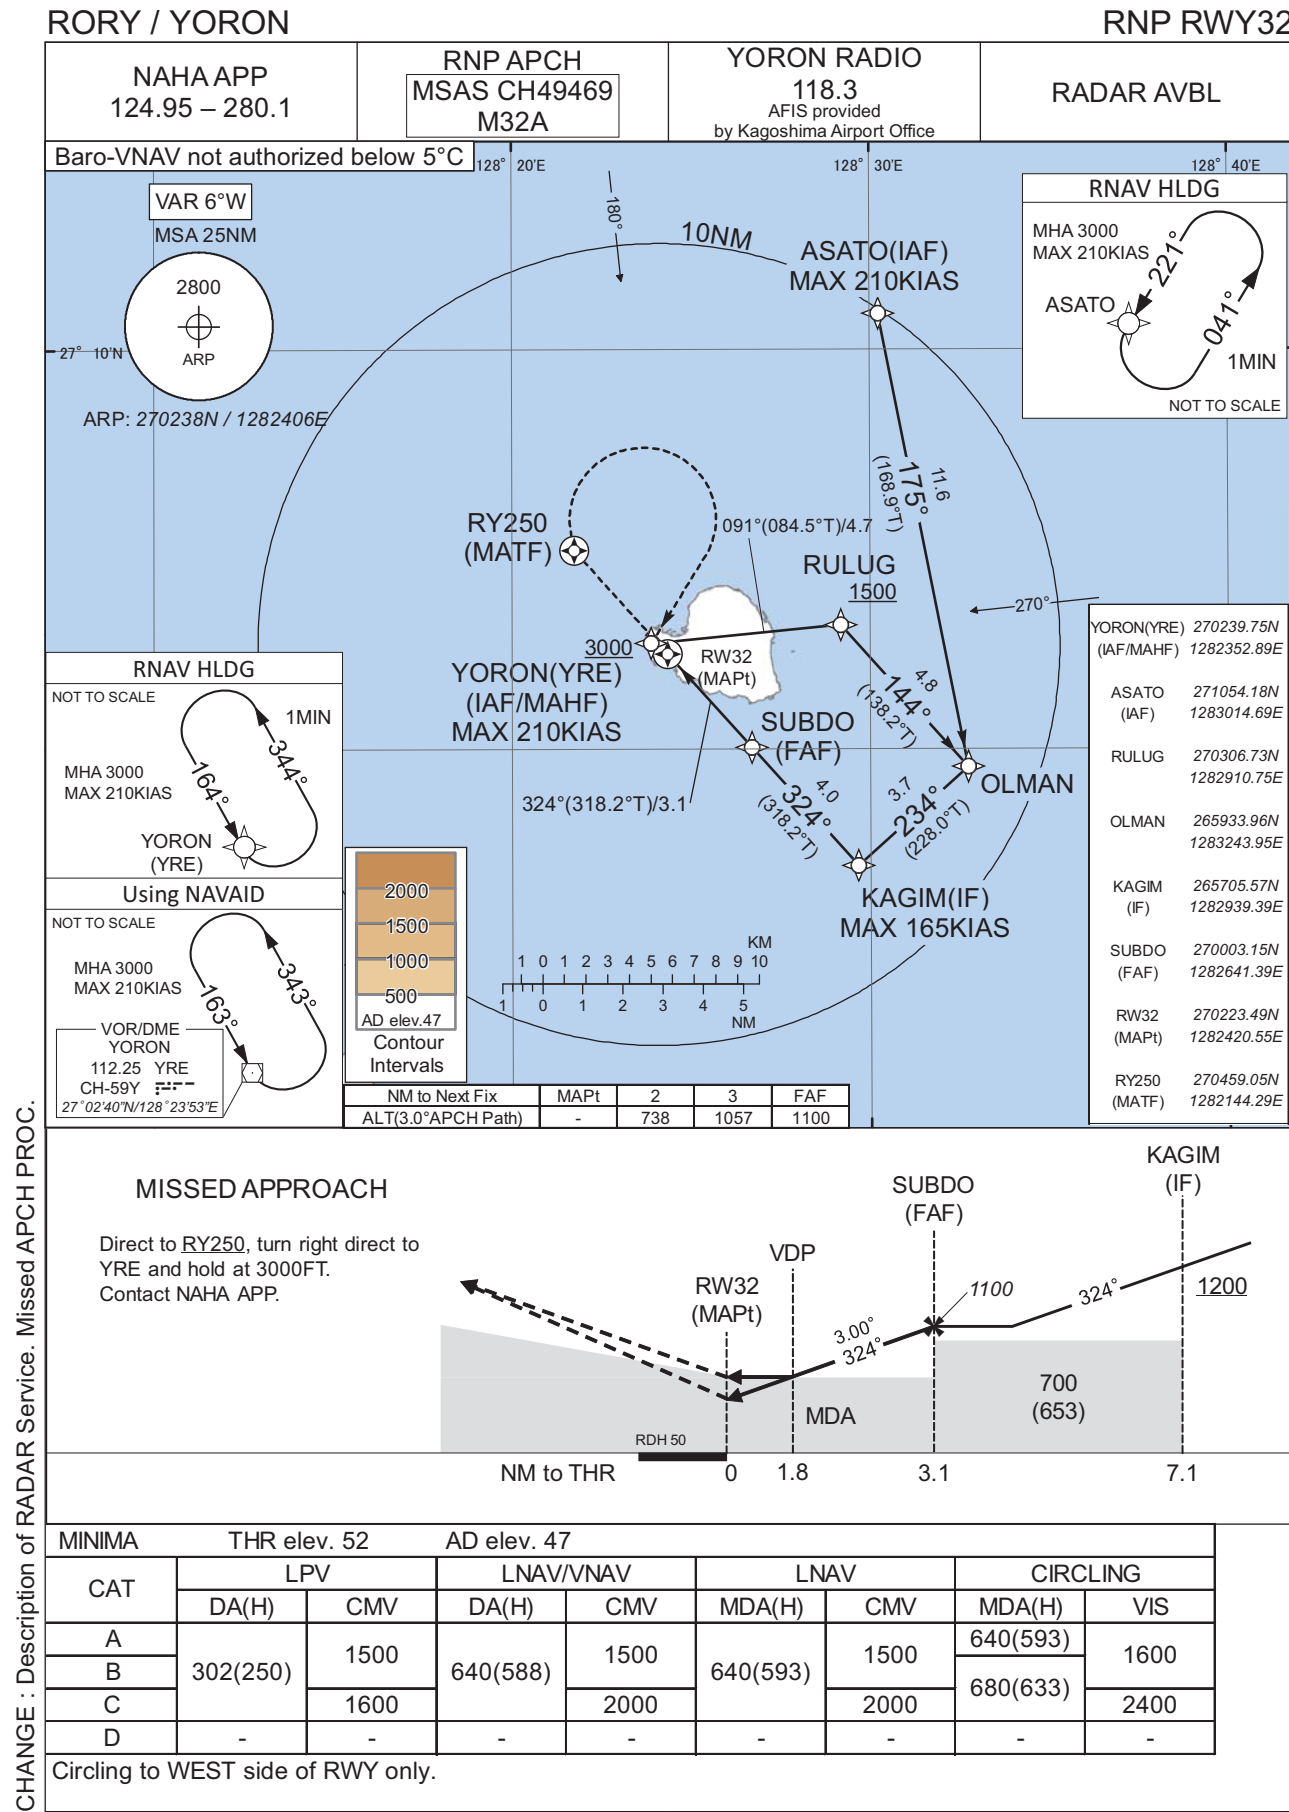 RORY / YORON
RNP RWY32
NAHA APP
124.95 – 280.1
RNP APCH
MSAS CH49469
M32A
YORON RADIO
118.3
AFIS provided
by Kagoshima Airport Office
RADAR AVBL
Baro-VNAV not authorized below 5°C
128° 20'E
128° 30'E
128° 40'E
VAR 6°W
MSA 25NM
2800
ARP
ARP: 270238N / 1282406E
27° 10'N
180°
10NM
ASATO(IAF)
MAX 210KIAS
RNAV HLDG
MHA 3000
MAX 210KIAS
ASATO
221°
041°
1MIN
NOT TO SCALE
11.6
175°
(168.9°T)
RY250
(MATF)
091°(084.5°T)/4.7
RULUG
1500
270°
3000
RW32
(MAPt)
YORON(YRE)
(IAF/MAHF)
MAX 210KIAS
4.8
144°
(138.2°T)
SUBDO
(FAF)
OLMAN
324°(318.2°T)/3.1
4.0
324°
(318.2°T)
3.7
234°
(228.0°T)
KAGIM(IF)
MAX 165KIAS
YORON(YRE) 270239.75N
(IAF/MAHF) 1282352.89E
ASATO 271054.18N
(IAF) 1283014.69E
RULUG 270306.73N
1282910.75E
OLMAN 265933.96N
1283243.95E
KAGIM 265705.57N
(IF) 1282939.39E
SUBDO 270003.15N
(FAF) 1282641.39E
RW32 270223.49N
(MAPt) 1282420.55E
RY250 270459.05N
(MATF) 1282144.29E
RNAV HLDG
NOT TO SCALE
1MIN
344°
164°
MHA 3000
MAX 210KIAS
YORON
(YRE)
Using NAVAID
NOT TO SCALE
MHA 3000
MAX 210KIAS
343°
163°
VOR/DME
YORON
112.25 YRE
CH-59Y
27°02'40"N/128°23'53"E
2000
1500
1000
500
AD elev.47
Contour
Intervals
KM
1 0 1 2 3 4 5 6 7 8 9 10
1 0 1 2 3 4 5
NM
NM to Next Fix MAPt 2 3 FAF
ALT(3.0°APCH Path) - 738 1057 1100
MISSED APPROACH
Direct to RY250, turn right direct to
YRE and hold at 3000FT.
Contact NAHA APP.
KAGIM
(IF)
SUBDO
(FAF)
VDP
RW32
(MAPt)
1100
1200
324°
3.00°
324°
700
(653)
MDA
RDH 50
NM to THR 0 1.8 3.1 7.1
MINIMA THR elev. 52 AD elev. 47
CAT LPV LNAV/VNAV LNAV CIRCLING
DA(H) CMV DA(H) CMV MDA(H) CMV MDA(H) VIS
A 302(250) 1500 640(588) 1500 640(593) 1500 640(593) 1600
B 680(633)
C 1600 2000 2000 2400
D - - - - - - - -
Circling to WEST side of RWY only.
CHANGE : Description of RADAR Service. Missed APCH PROC.